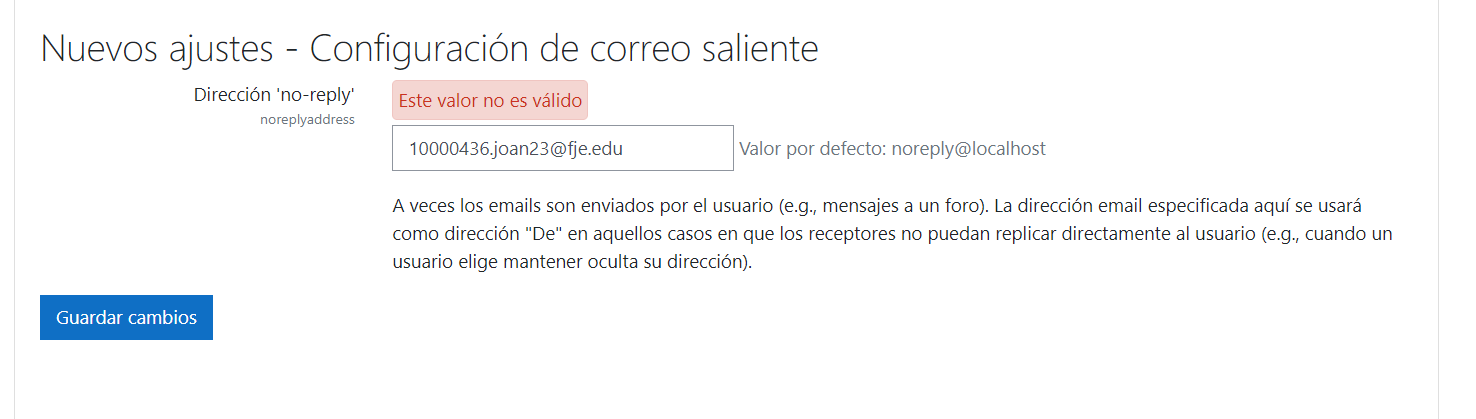 Nuevos ajustes - Configuración de correo saliente
Dirección 'no-reply'
noreplyaddress
Este valor no es válido
10000436.joan23@fje.edu
Valor por defecto: noreply@localhost
A veces los emails son enviados por el usuario (e.g., mensajes a un foro). La dirección email especificada aquí se usará
como dirección "De" en aquellos casos en que los receptores no puedan replicar directamente al usuario (e.g., cuando un
usuario elige mantener oculta su dirección).
Guardar cambios